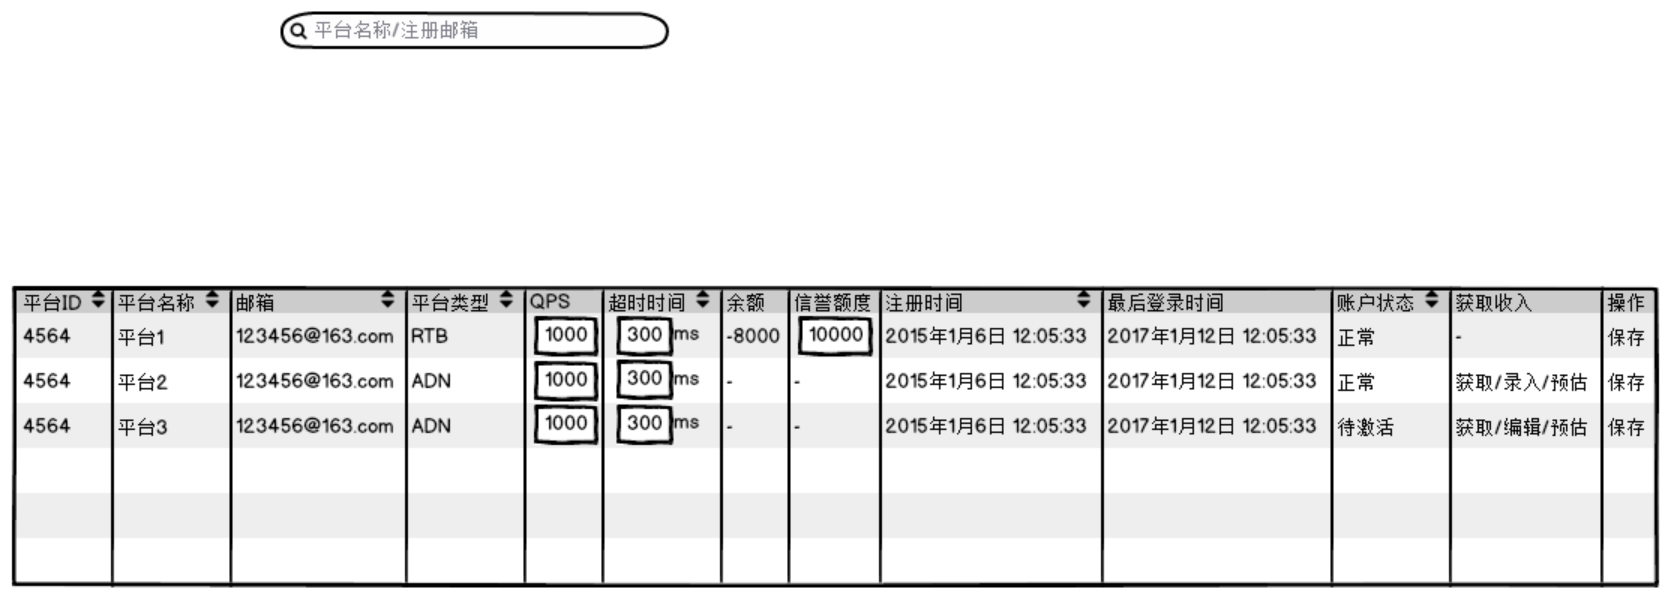 平台名称/注册邮箱
平台ID 平台名称 邮箱 平台类型 QPS 超时时间 余额 信誉额度 注册时间 最后登录时间 账户状态 获取收入 操作
4564 平台1 123456@163.com RTB 1000 300 ms -8000 10000 2015年1月6日 12:05:33 2017年1月12日 12:05:33 正常 - 保存
4564 平台2 123456@163.com ADN 1000 300 ms - - 2015年1月6日 12:05:33 2017年1月12日 12:05:33 正常 获取/录入/预估 保存
4564 平台3 123456@163.com ADN 1000 300 ms - - 2015年1月6日 12:05:33 2017年1月12日 12:05:33 待激活 获取/编辑/预估 保存